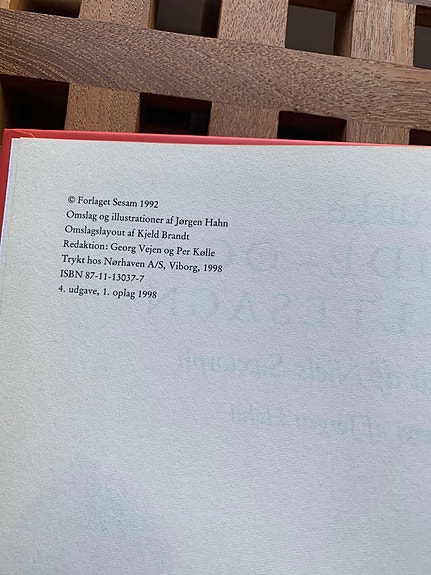 © Forlaget Sesam 1992
Omslag og illustrationer af Jørgen Hahn
Omslagslayout af Kjeld Brandt
Redaktion: Georg Vejen og Per Kølle
Trykt hos Nørhaven A/S, Viborg, 1998
ISBN 87-11-13037-7
4. udgave, 1. oplag 1998